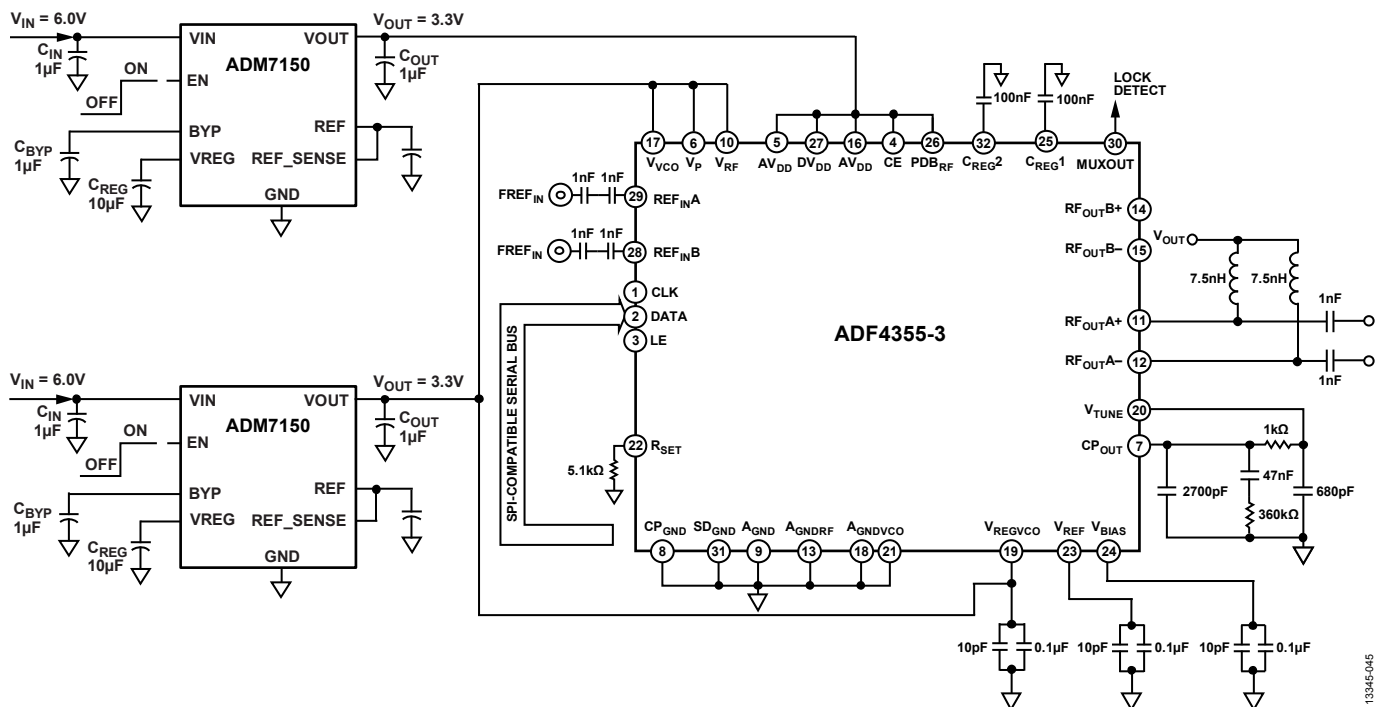 VIN = 6.0V
VOUT = 3.3V
VIN
VOUT
CIN
1µF
ADM7150
COUT
1µF
ON
EN
OFF
BYP
REF
CBYP
1µF
VREG
REF_SENSE
CREG
10µF
GND
100nF
100nF
LOCK
DETECT
17
6
10
5
27
16
4
26
32
25
30
VVCO
VP
VRF
AVDD
DVDD
AVDD
CE
PDBRF
CREG2
CREG1
MUXOUT
FREFIN
1nF
1nF
29
REFINA
FREFIN
1nF
1nF
28
REFINB
1
CLK
2
DATA
3
LE
SPI-COMPATIBLE SERIAL BUS
ADF4355-3
RFOUTB+
14
RFOUTB–
15
VOUT
7.5nH
7.5nH
RFOUTA+
11
1nF
RFOUTA–
12
1nF
VTUNE
20
1kΩ
CPOUT
7
2700pF
47nF
360kΩ
680pF
22
RSET
5.1kΩ
VIN = 6.0V
VOUT = 3.3V
VIN
VOUT
CIN
1µF
ADM7150
COUT
1µF
ON
EN
OFF
BYP
REF
CBYP
1µF
VREG
REF_SENSE
CREG
10µF
GND
CPGND
SDGND
AGND
AGNDRF
AGNDVCO
VREGVCO
VREF
VBIAS
8
31
9
13
18
21
19
23
24
10pF
0.1µF
10pF
0.1µF
10pF
0.1µF
13345-045